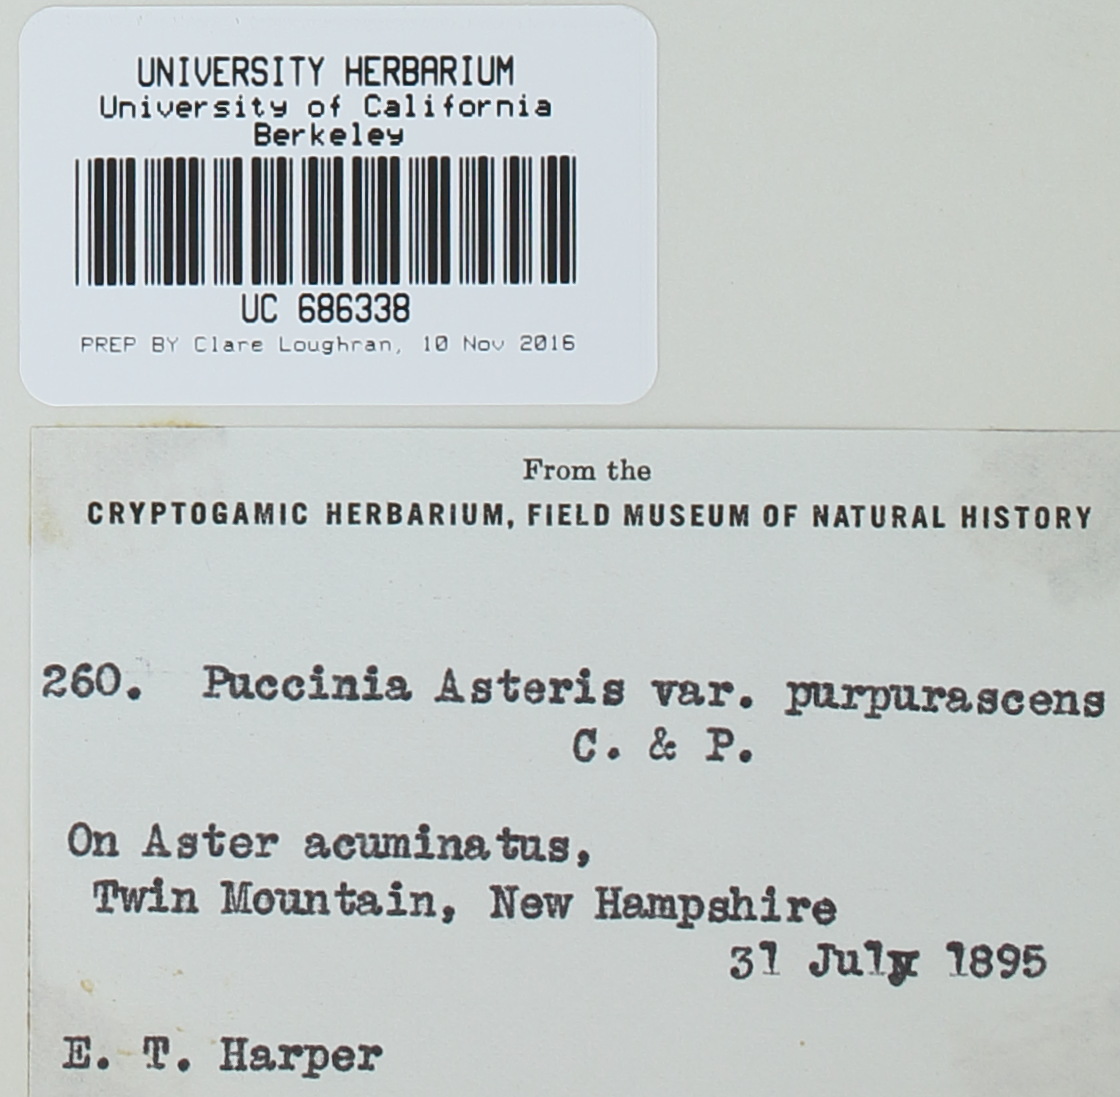 UNIVERSITY HERBARIUM
University of California
Berkeley
UC 686338
PREP BY Clare Loughran, 10 Nov 2016
From the
CRYPTOGAMIC HERBARIUM, FIELD MUSEUM OF NATURAL HISTORY
260. Puccinia Asteris var. purpurascens
C. & P.
On Aster acuminatus,
Twin Mountain, New Hampshire
31 July 1895
E. T. Harper